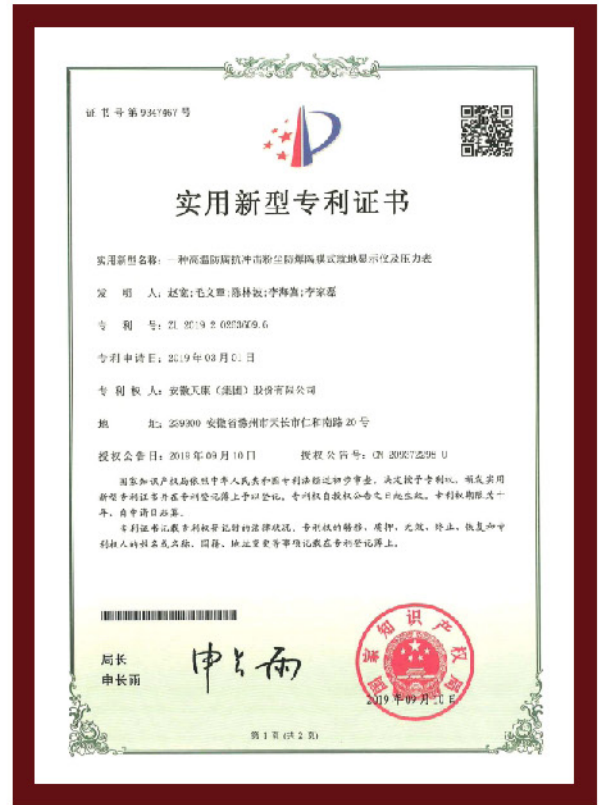 证书号第9347467号
实用新型专利证书
实用新型名称：一种高温防腐抗冲击粉尘防爆隔膜式就地显示仪及压力表
发明人：赵宽;毛文章;陈林;李海;李家磊
专利号：ZL 2019 2 0263609.6
专利申请日：2019年03月01日
专利权人：安徽天康（集团）股份有限公司
地址：239300 安徽省滁州市天长市仁和南路20号
授权公告日：2019年09月10日 授权公告号：CN 209372298 U
国家知识产权局依照中华人民共和国专利法经过初步审查，决定授予专利权，颁发实用
新型专利证书并在专利登记簿上予以登记。专利权自授权公告之日起生效。专利权期限为十
年，自申请日起算。
专利证书记载专利权登记时的法律状况。专利权的转移、质押、无效、终止、恢复和专
利权人的姓名或名称、国籍、地址变更等事项记载在专利登记簿上。
局长
申长雨
申长雨
国家知识产权局
2019年09月10日
第1页(共2页)